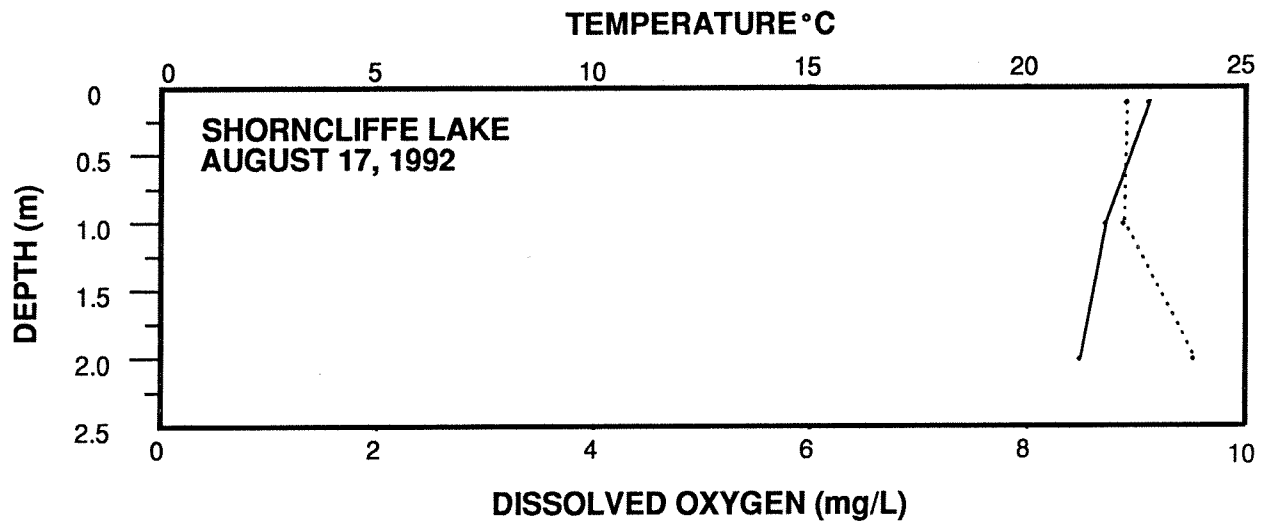 TEMPERATURE°C
0 5 10 15 20 25
SHORNCLIFFE LAKE
AUGUST 17, 1992
DEPTH (m)
0
0.5
1.0
1.5
2.0
2.5
0 2 4 6 8 10
DISSOLVED OXYGEN (mg/L)